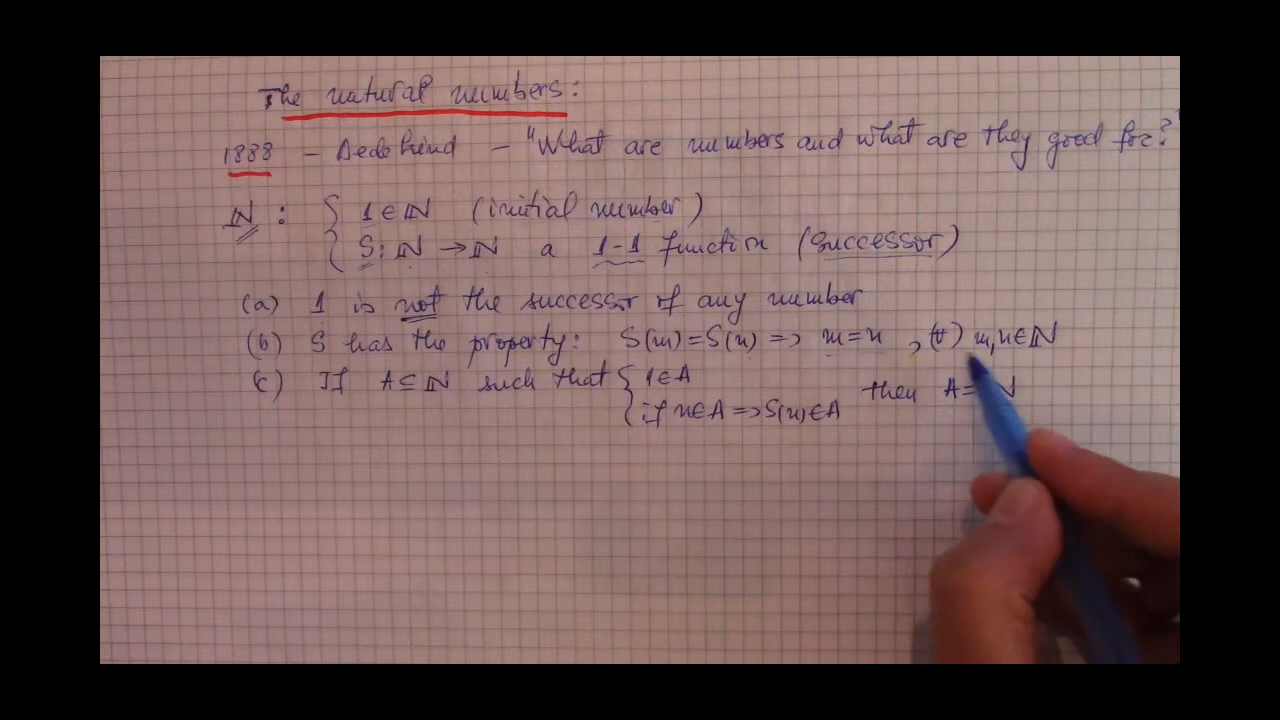 The natural numbers:
1888 – Dedekind – "What are numbers and what are they good for?"
ℕ : { 1 ∈ ℕ (initial number)
{ S: ℕ → ℕ a 1-1 function (successor)
(a) 1 is not the successor of any number
(b) S has the property: S(m)=S(n) => m=n , (∀) m,n∈ℕ
(c) If A⊆ℕ such that { 1∈A
{ if n∈A => S(n)∈A then A=ℕ